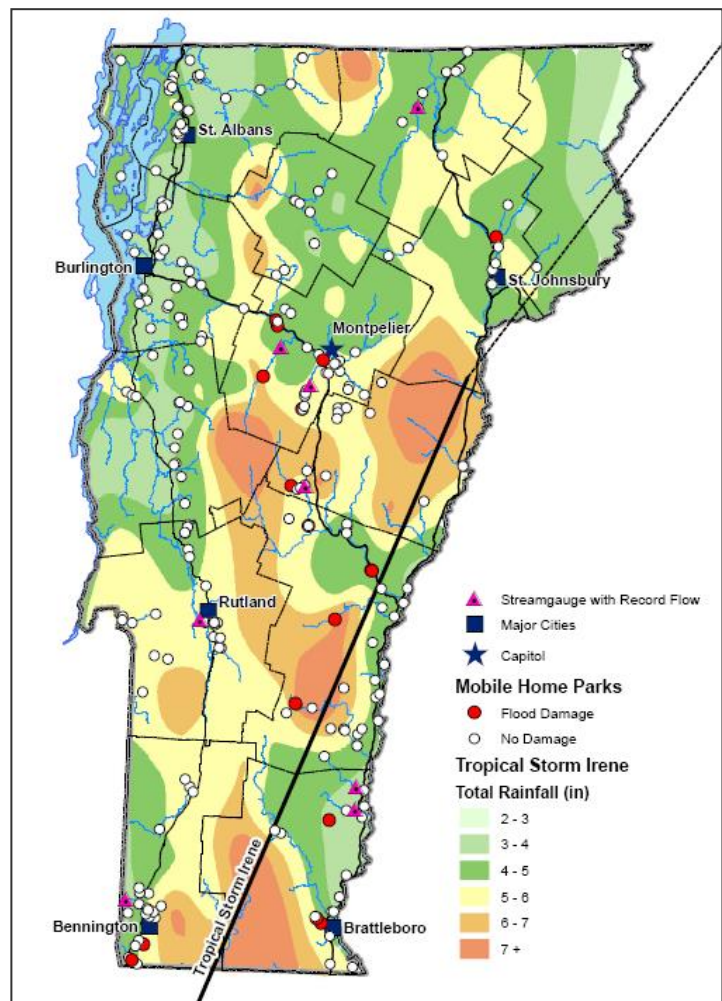 St. Albans
Burlington
St. Johnsbury
Montpelier
Rutland
Streamgauge with Record Flow
Major Cities
Capitol
Mobile Home Parks
Flood Damage
No Damage
Tropical Storm Irene
Total Rainfall (in)
2 - 3
3 - 4
4 - 5
5 - 6
6 - 7
7 +
Tropical Storm Irene
Bennington
Brattleboro